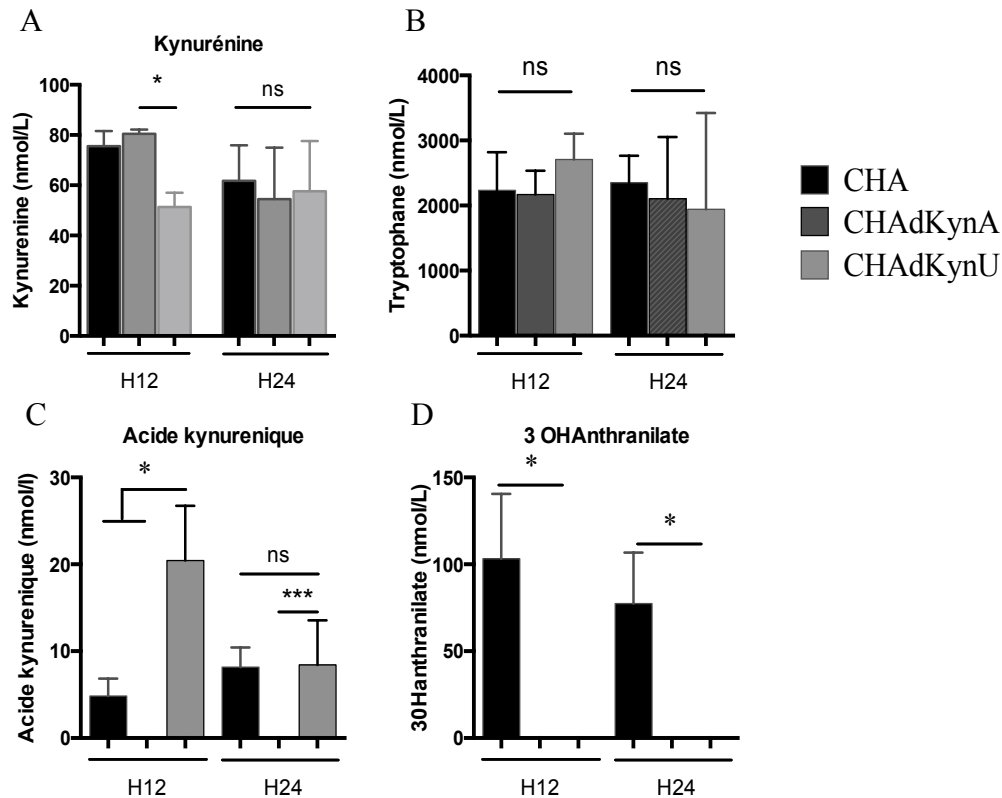 A
Kynurénine
Kynurenine (nmol/L)
100
80
60
40
20
0
*
ns
H12
H24
B
Tryptophane (nmol/L)
4000
3000
2000
1000
0
ns
ns
H12
H24
CHA
CHAdKynA
CHAdKynU
C
Acide kynurenique
Acide kynurenique (nmol/l)
30
20
10
0
*
ns
***
H12
H24
D
3 OHAnthranilate
30Hanthranilate (nmol/L)
150
100
50
0
*
*
H12
H24